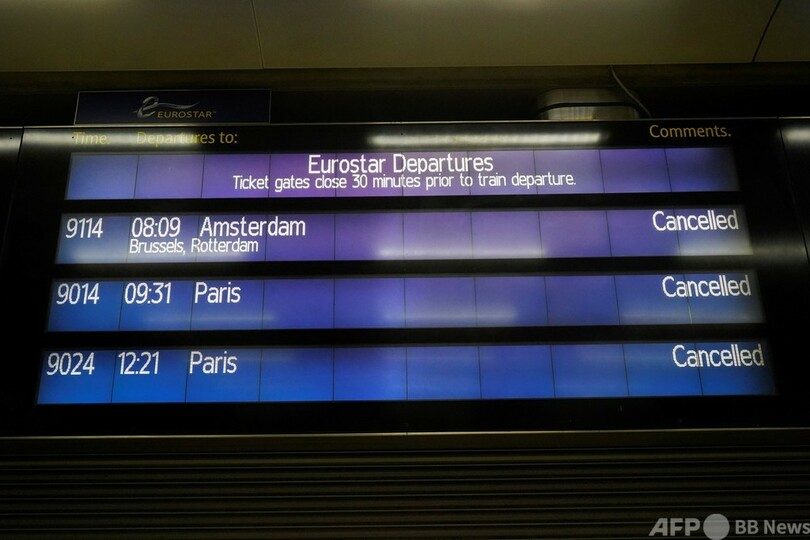 EUROSTAR™
Time. Departures to: Comments.
Eurostar Departures
Ticket gates close 30 minutes prior to train departure.
9114 08:09 Amsterdam Cancelled
Brussels, Rotterdam
9014 09:31 Paris Cancelled
9024 12:21 Paris Cancelled
AFP BB News